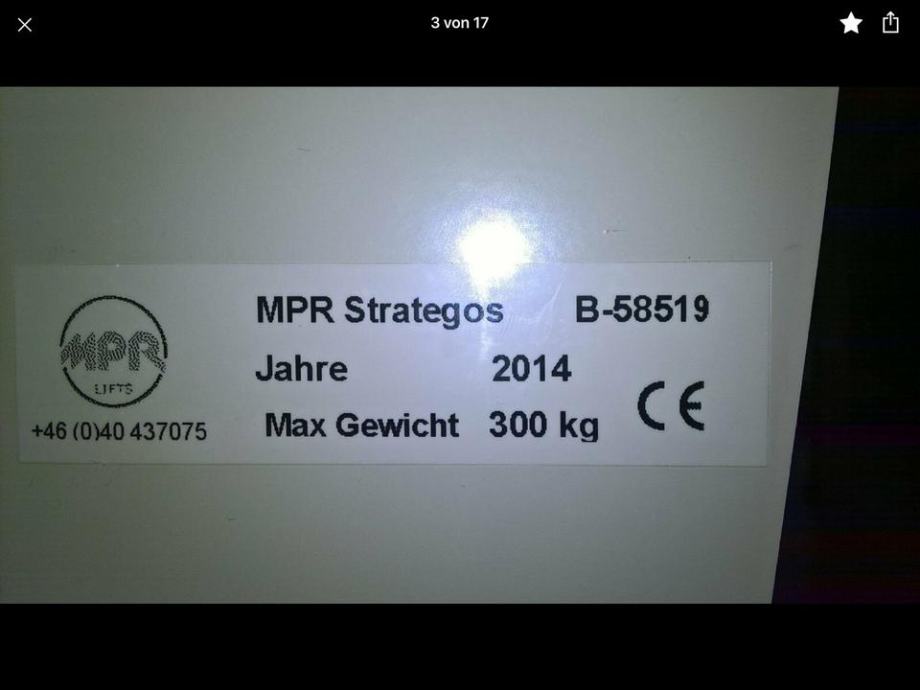 3 von 17
MPR Strategos B-58519
MPR
LIFTS
Jahre 2014
Max Gewicht 300 kg
CE
+46 (0)40 437075